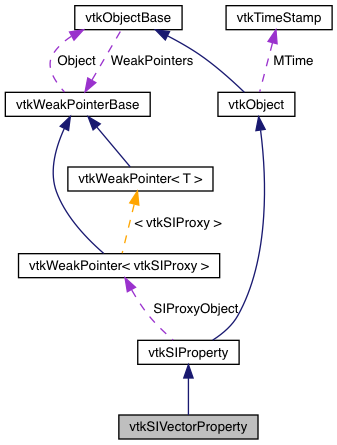 vtkObjectBase
vtkTimeStamp
Object
WeakPointers
MTime
vtkWeakPointerBase
vtkObject
vtkWeakPointer< T >
< vtkSIProxy >
vtkWeakPointer< vtkSIProxy >
SIProxyObject
vtkSIProperty
vtkSIVectorProperty